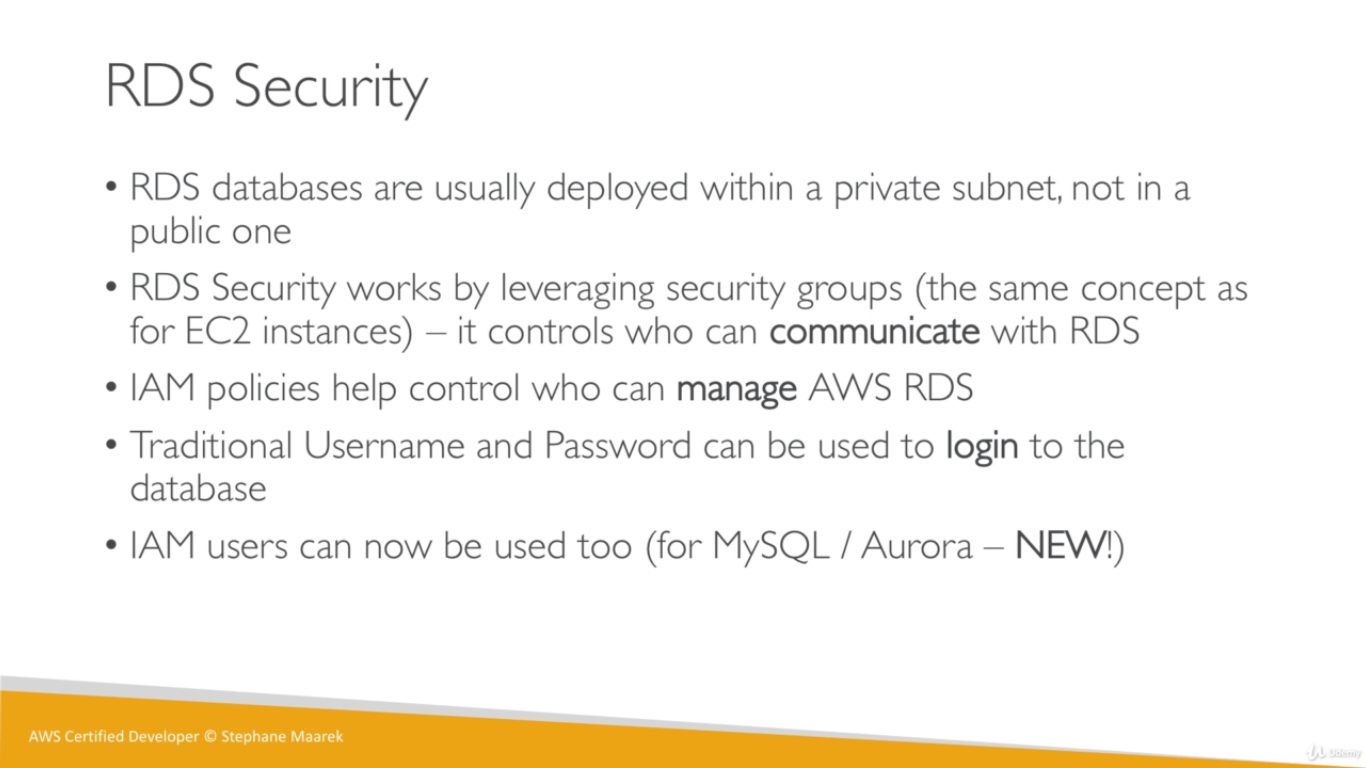 RDS Security
• RDS databases are usually deployed within a private subnet, not in a
public one
• RDS Security works by leveraging security groups (the same concept as
for EC2 instances) – it controls who can communicate with RDS
• IAM policies help control who can manage AWS RDS
• Traditional Username and Password can be used to login to the
database
• IAM users can now be used too (for MySQL / Aurora – NEW!)
AWS Certified Developer © Stephane Maarek
Udemy